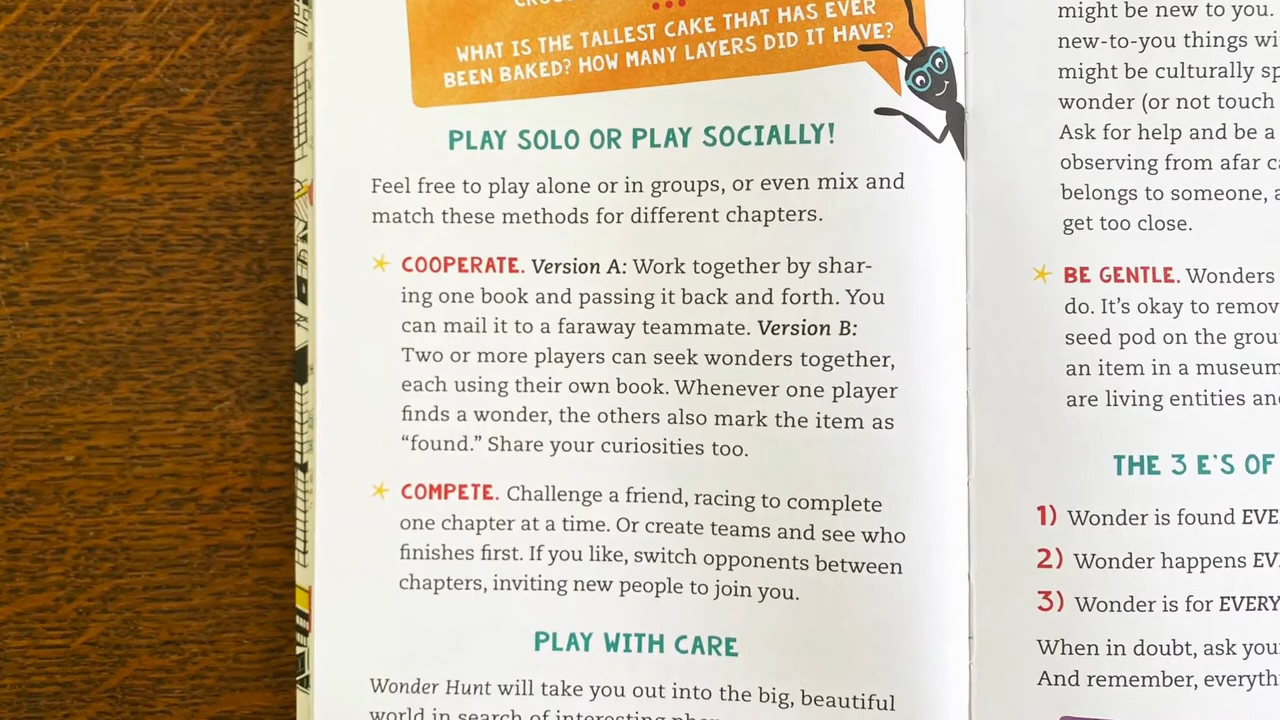 WHAT IS THE TALLEST CAKE THAT HAS EVER
BEEN BAKED? HOW MANY LAYERS DID IT HAVE?
PLAY SOLO OR PLAY SOCIALLY!
Feel free to play alone or in groups, or even mix and
match these methods for different chapters.
COOPERATE. Version A: Work together by shar-
ing one book and passing it back and forth. You
can mail it to a faraway teammate. Version B:
Two or more players can seek wonders together,
each using their own book. Whenever one player
finds a wonder, the others also mark the item as
“found.” Share your curiosities too.
COMPETE. Challenge a friend, racing to complete
one chapter at a time. Or create teams and see who
finishes first. If you like, switch opponents between
chapters, inviting new people to join you.
PLAY WITH CARE
Wonder Hunt will take you out into the big, beautiful
world in search of interesting
might be new to you.
new-to-you things
might be culturally
wonder (or not touch
Ask for help and be a
observing from afar
belongs to someone,
get too close.
BE GENTLE. Wonders
do. It’s okay to
seed pod on the
an item in a museum
are living entities
THE 3 E'S OF
1) Wonder is found
2) Wonder happens
3) Wonder is for
When in doubt, ask
And remember,